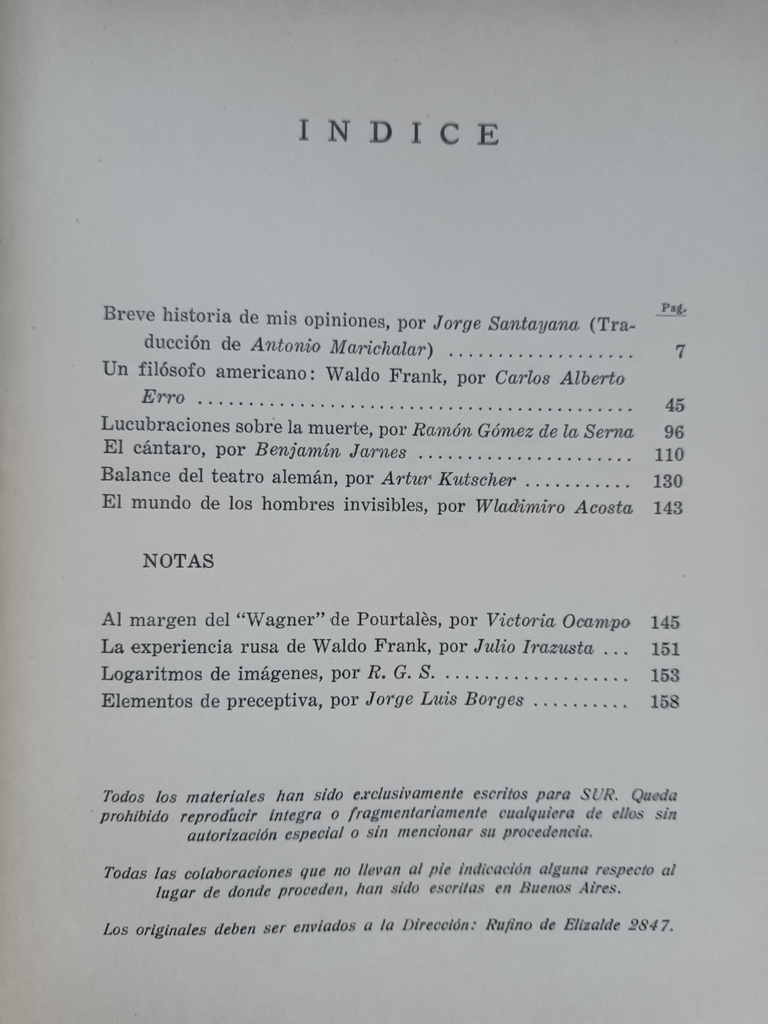 INDICE
Pag.
Breve historia de mis opiniones, por Jorge Santayana (Tra-
ducción de Antonio Marichalar) ................... 7
Un filósofo americano: Waldo Frank, por Carlos Alberto
Erro ........................................... 45
Lucubraciones sobre la muerte, por Ramón Gómez de la Serna 96
El cántaro, por Benjamín Jarnes ...................... 110
Balance del teatro alemán, por Artur Kutscher ........... 130
El mundo de los hombres invisibles, por Wladimiro Acosta 143
NOTAS
Al margen del “Wagner” de Pourtalès, por Victoria Ocampo 145
La experiencia rusa de Waldo Frank, por Julio Irazusta ... 151
Logaritmos de imágenes, por R. G. S. ................... 153
Elementos de preceptiva, por Jorge Luis Borges .......... 158
Todos los materiales han sido exclusivamente escritos para SUR. Queda
prohibido reproducir íntegra o fragmentariamente cualquiera de ellos sin
autorización especial o sin mencionar su procedencia.
Todas las colaboraciones que no llevan al pie indicación alguna respecto al
lugar de donde proceden, han sido escritas en Buenos Aires.
Los originales deben ser enviados a la Dirección: Rufino de Elizalde 2847.